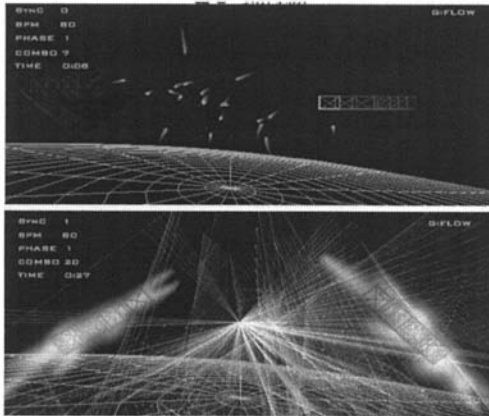 SYNC 0
BPM 80
PHASE 1
COMBO 7
TIME 0:08
G:FLOW
SYNC 1
BPM 80
PHASE 1
COMBO 20
TIME 0:27
G:FLOW